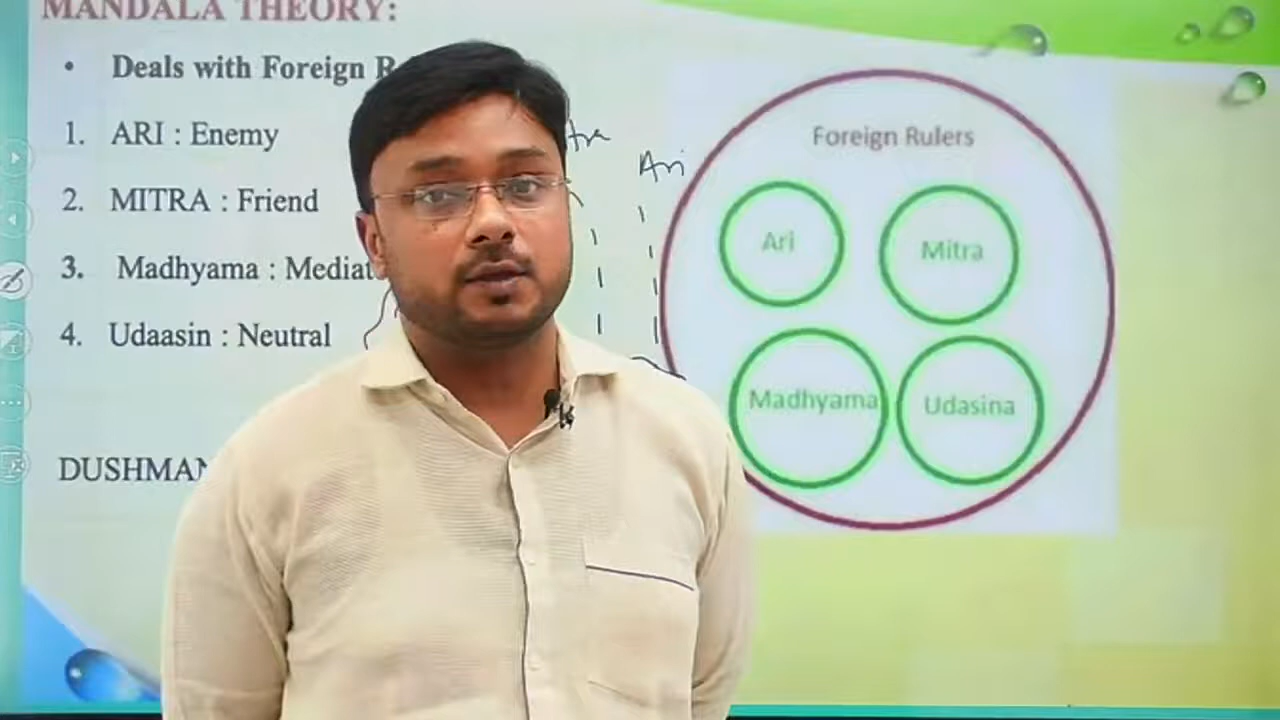 MANDALA THEORY:
• Deals with Foreign R
1. ARI : Enemy
2. MITRA : Friend
3. Madhyama : Mediat
4. Udaasin : Neutral
DUSHMAN
tra
Ari
Foreign Rulers
Ari
Mitra
Madhyama
Udasina